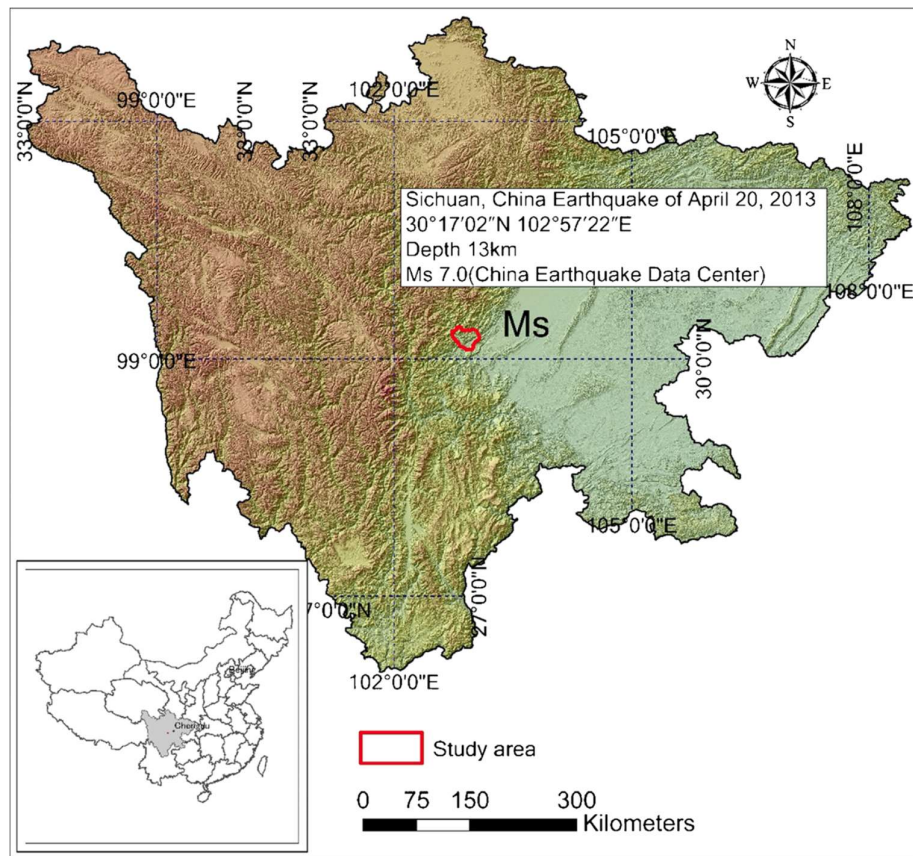 N
W E
S
99°0'0"E
102°0'0"E
33°0'0"N
33°0'0"N
33°0'0"N
105°0'0"E
108°0'0"E
Sichuan, China Earthquake of April 20, 2013
30°17′02″N 102°57′22″E
Depth 13km
Ms 7.0(China Earthquake Data Center)
108°0'0"E
Ms
99°0'0"E
30°0'0"N
105°0'0"E
7°0'0"N
27°0'0"N
102°0'0"E
Beijing
Chengdu
Study area
0 75 150 300
Kilometers